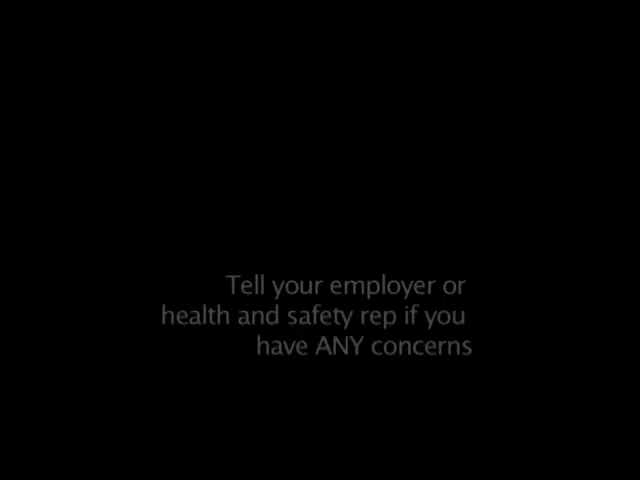 Tell your employer or
health and safety rep if you
have ANY concerns